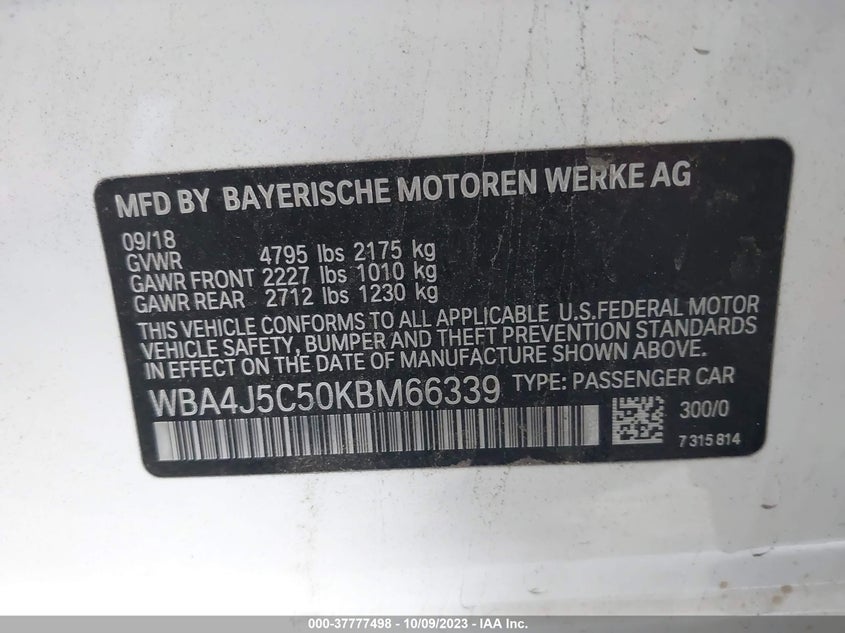 MFD BY BAYERISCHE MOTOREN WERKE AG
09/18
GVWR 4795 lbs 2175 kg
GAWR FRONT 2227 lbs 1010 kg
GAWR REAR 2712 lbs 1230 kg
THIS VEHICLE CONFORMS TO ALL APPLICABLE U.S.FEDERAL MOTOR
VEHICLE SAFETY, BUMPER AND THEFT PREVENTION STANDARDS
IN EFFECT ON THE DATE OF MANUFACTURE SHOWN ABOVE.
WBA4J5C50KBM66339 TYPE: PASSENGER CAR
300/0
7 315 814
000-37777498 - 10/09/2023 - Copyright © 2023 IAA, Inc.